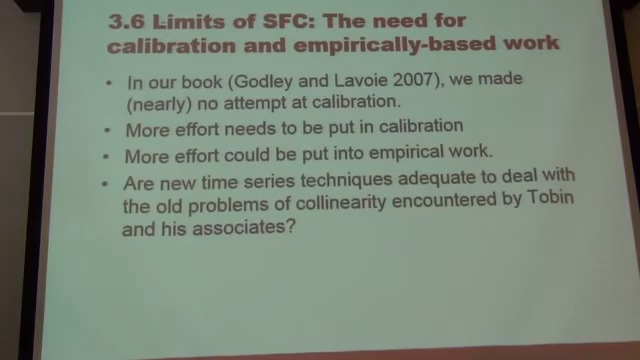 3.6 Limits of SFC: The need for
calibration and empirically-based work
• In our book (Godley and Lavoie 2007), we made
(nearly) no attempt at calibration.
• More effort needs to be put in calibration
• More effort could be put into empirical work.
• Are new time series techniques adequate to deal with
the old problems of collinearity encountered by Tobin
and his associates?